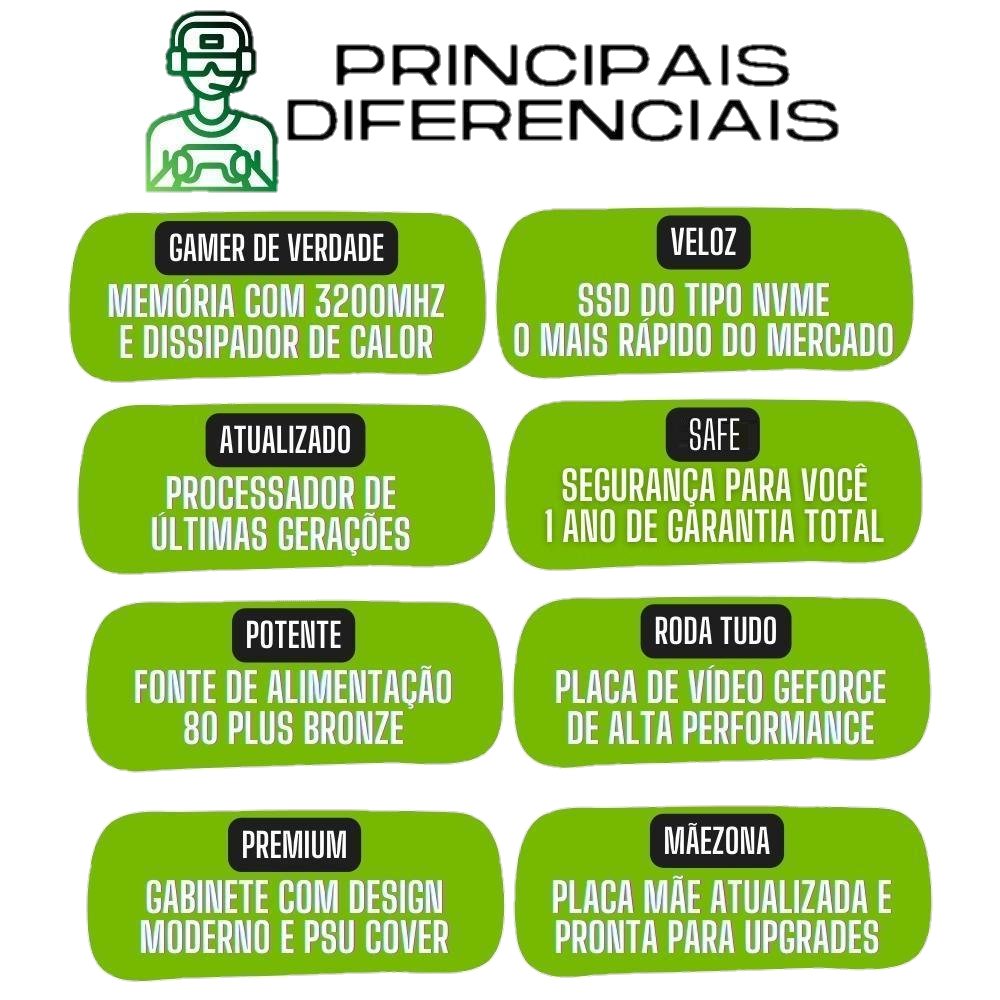 PRINCIPAIS
DIFERENCIAIS
GAMER DE VERDADE
MEMÓRIA COM 3200MHZ
E DISSIPADOR DE CALOR
VELOZ
SSD DO TIPO NVME
O MAIS RÁPIDO DO MERCADO
ATUALIZADO
PROCESSADOR DE
ÚLTIMAS GERAÇÕES
SAFE
SEGURANÇA PARA VOCÊ
1 ANO DE GARANTIA TOTAL
POTENTE
FONTE DE ALIMENTAÇÃO
80 PLUS BRONZE
RODA TUDO
PLACA DE VÍDEO GEFORCE
DE ALTA PERFORMANCE
PREMIUM
GABINETE COM DESIGN
MODERNO E PSU COVER
MÃEZONA
PLACA MÃE ATUALIZADA E
PRONTA PARA UPGRADES